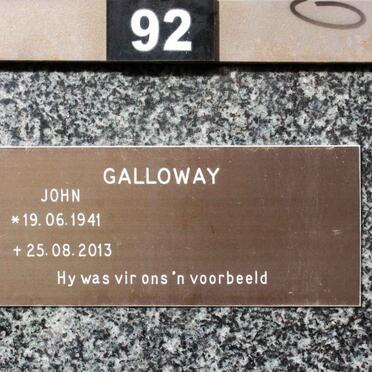 92
GALLOWAY
JOHN
*19.06.1941
+25.08.2013
Hy was vir ons 'n voorbeeld